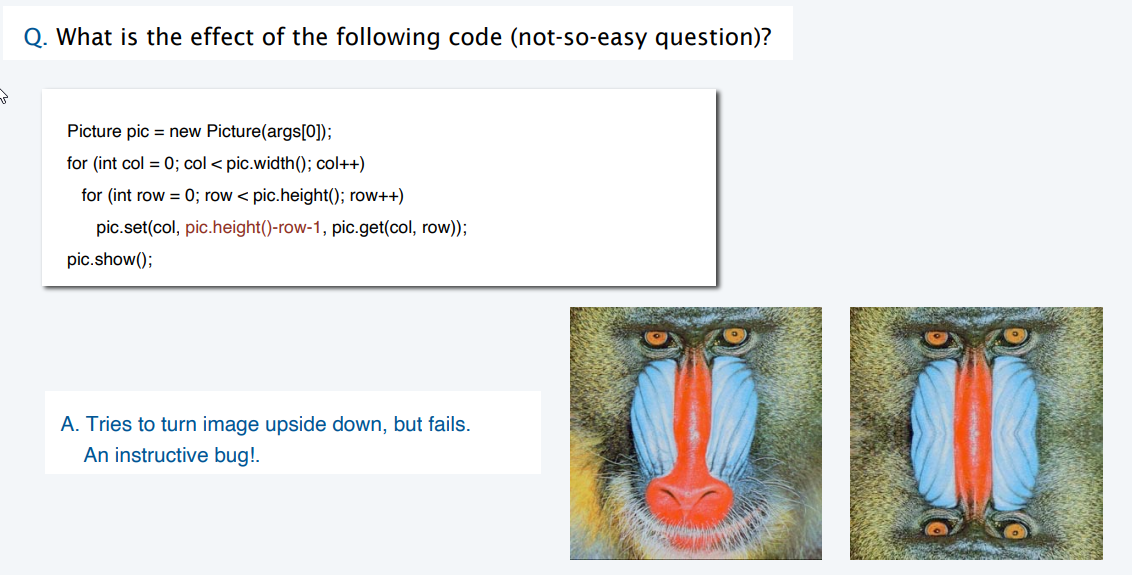 Q. What is the effect of the following code (not-so-easy question)?
Picture pic = new Picture(args[0]);
for (int col = 0; col < pic.width(); col++)
for (int row = 0; row < pic.height(); row++)
pic.set(col, pic.height()-row-1, pic.get(col, row));
pic.show();
A. Tries to turn image upside down, but fails.
An instructive bug!.